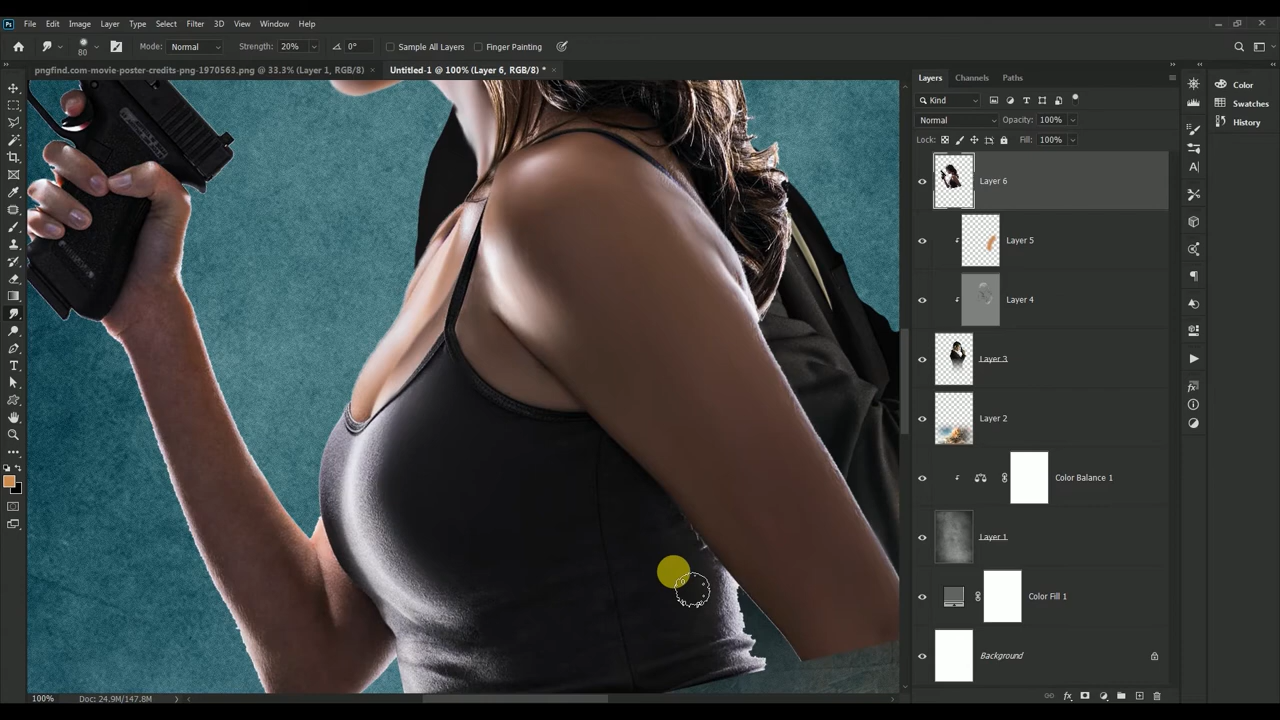 Ps File Edit Image Layer Type Select Filter 3D View Window Help
80 Mode: Normal Strength: 20% 0° Sample All Layers Finger Painting
pngfind.com-movie-poster-credits-png-1970563.png @ 33.3% (Layer 1, RGB/8) × Untitled-1 @ 100% (Layer 6, RGB/8) * ×
Layers Channels Paths
Kind
Normal Opacity: 100%
Lock: Fill: 100%
Layer 6
Layer 5
Layer 4
Layer 3
Layer 2
Color Balance 1
Layer 1
Color Fill 1
Background
Color
Swatches
History
100% Doc: 24.9M/147.8M